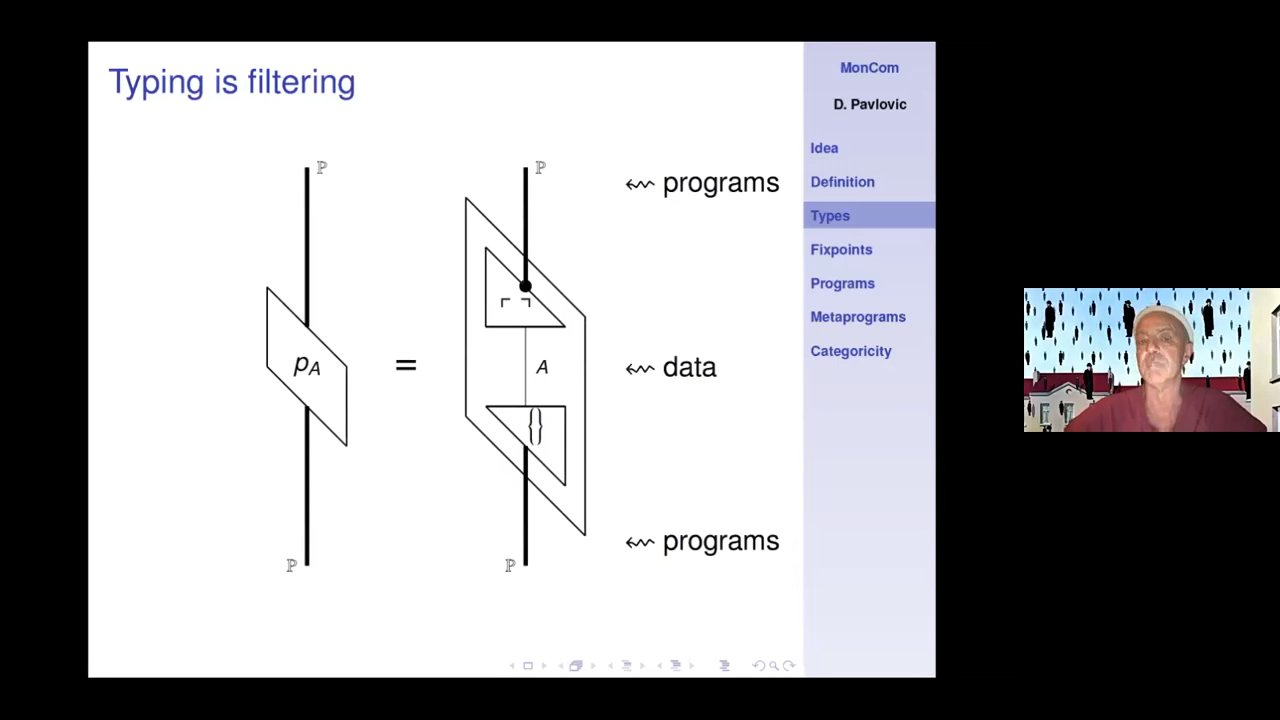 Typing is filtering
ℙ
ℙ
programs
⌜ ⌝
p_A
=
A
data
{}
programs
ℙ
ℙ
MonCom
D. Pavlovic
Idea
Definition
Types
Fixpoints
Programs
Metaprograms
Categoricity